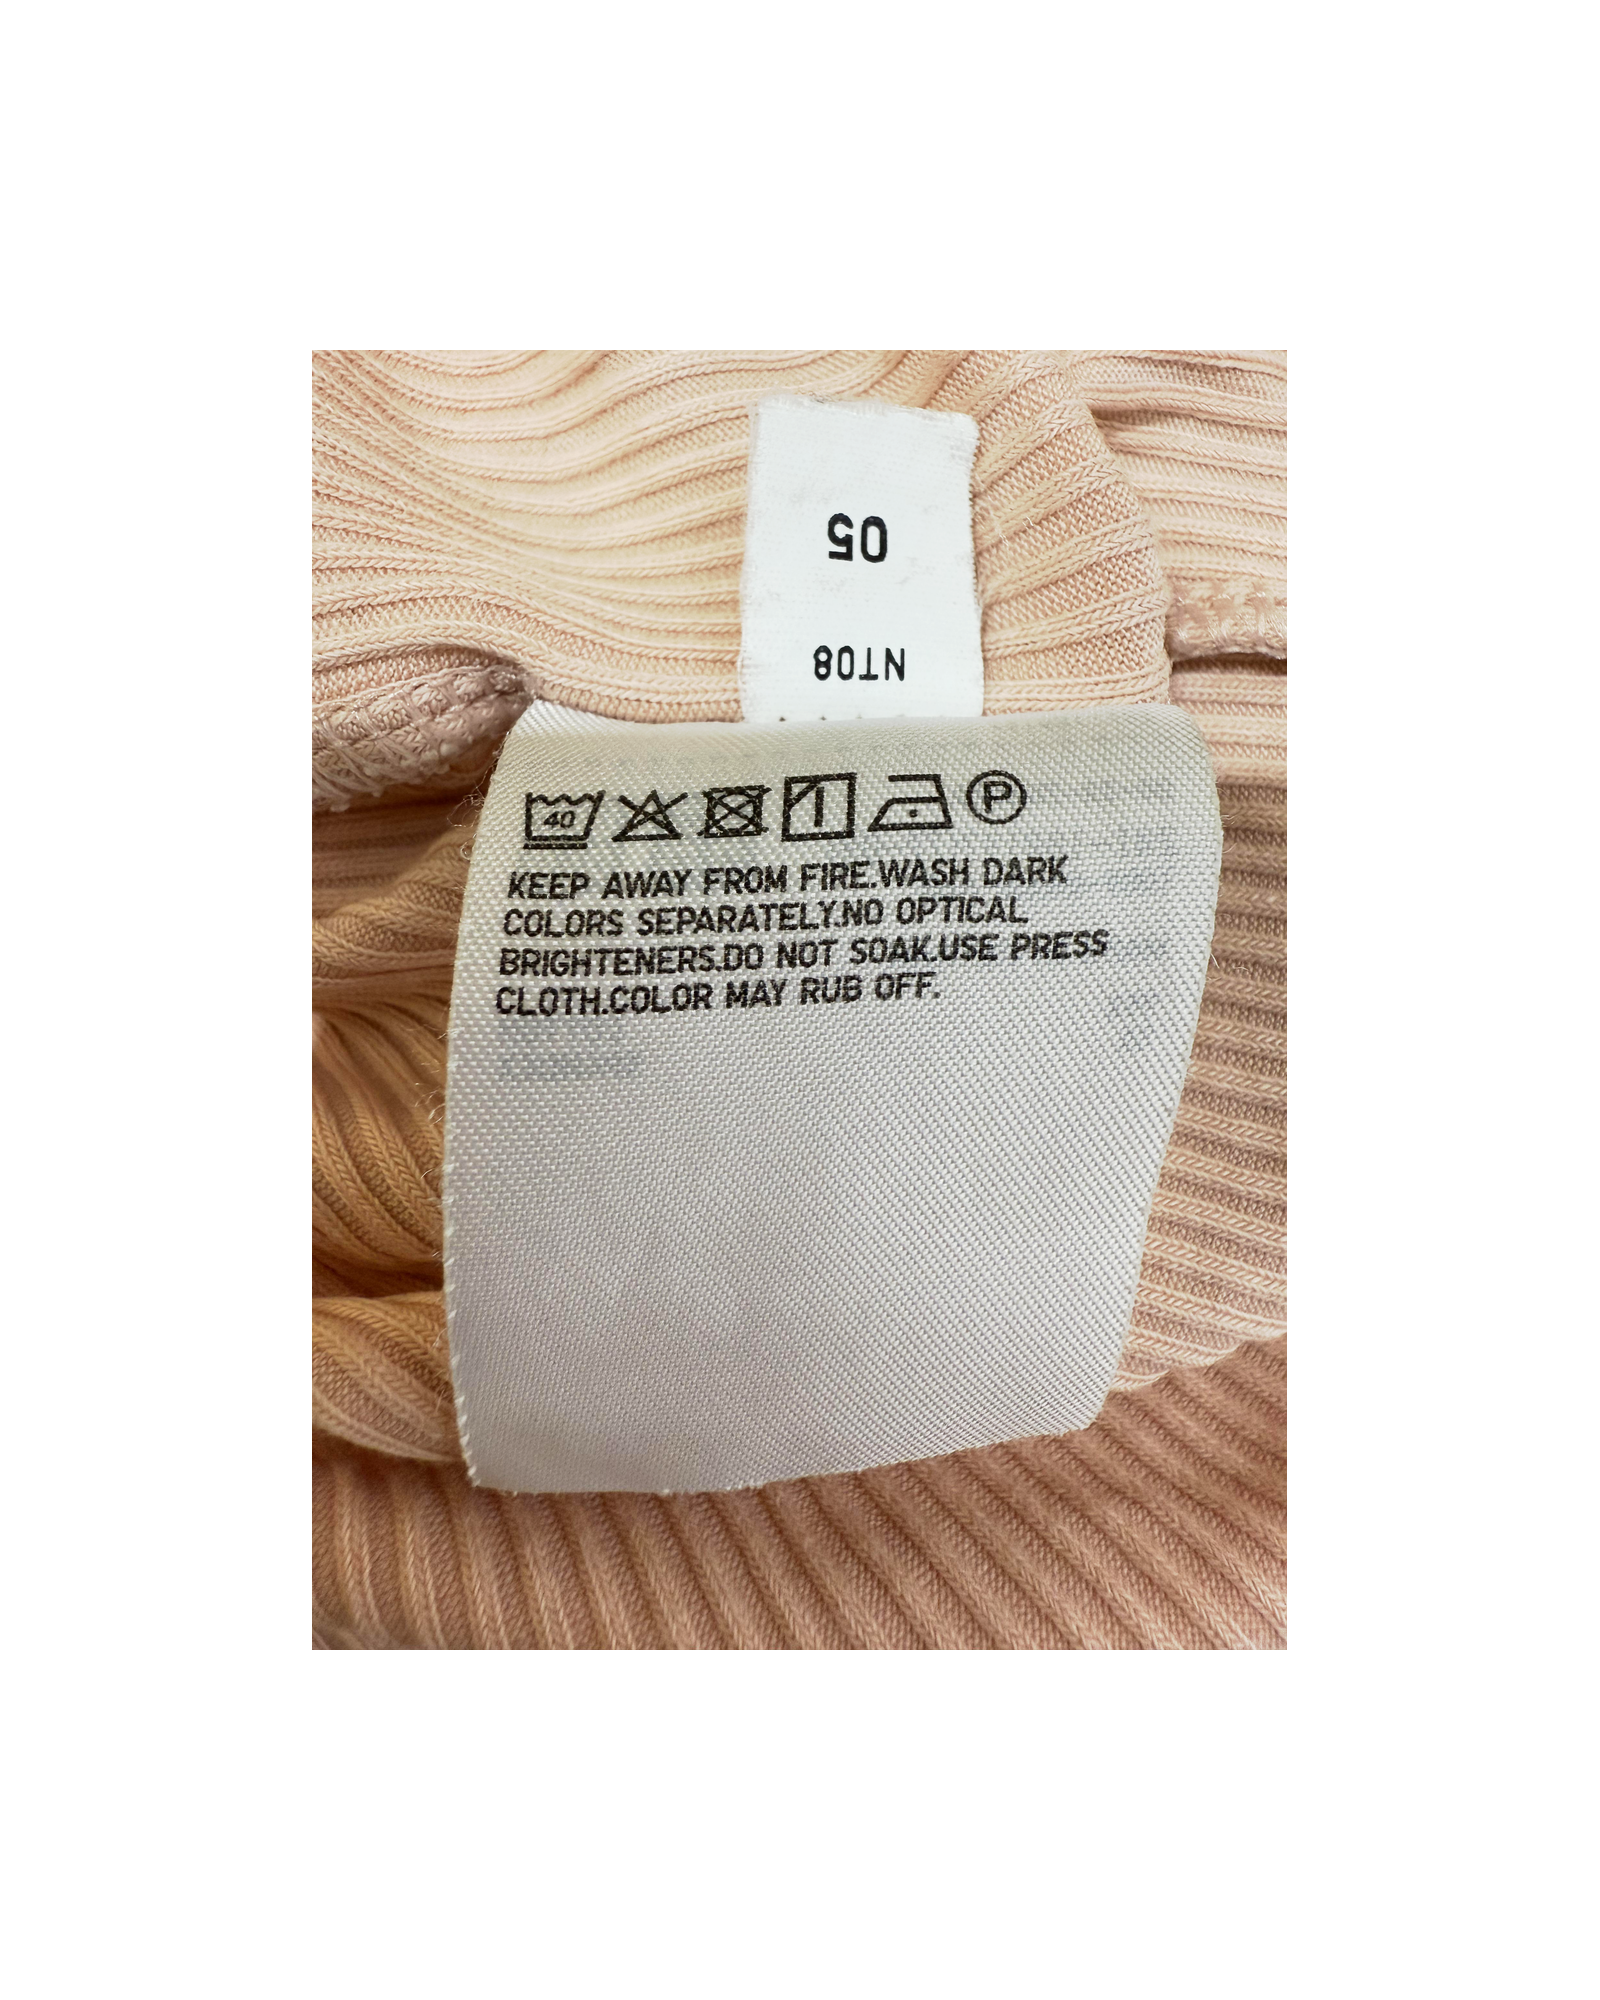 05
NT08
40
P
KEEP AWAY FROM FIRE.WASH DARK
COLORS SEPARATELY.NO OPTICAL
BRIGHTENERS.DO NOT SOAK.USE PRESS
CLOTH.COLOR MAY RUB OFF.